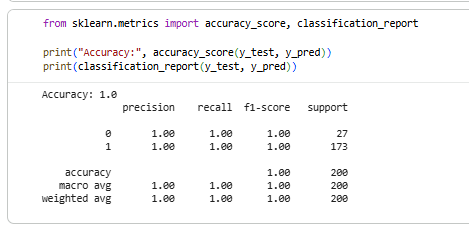 from sklearn.metrics import accuracy_score, classification_report
print("Accuracy:", accuracy_score(y_test, y_pred))
print(classification_report(y_test, y_pred))
Accuracy: 1.0
precision recall f1-score support
0 1.00 1.00 1.00 27
1 1.00 1.00 1.00 173
accuracy 1.00 200
macro avg 1.00 1.00 1.00 200
weighted avg 1.00 1.00 1.00 200